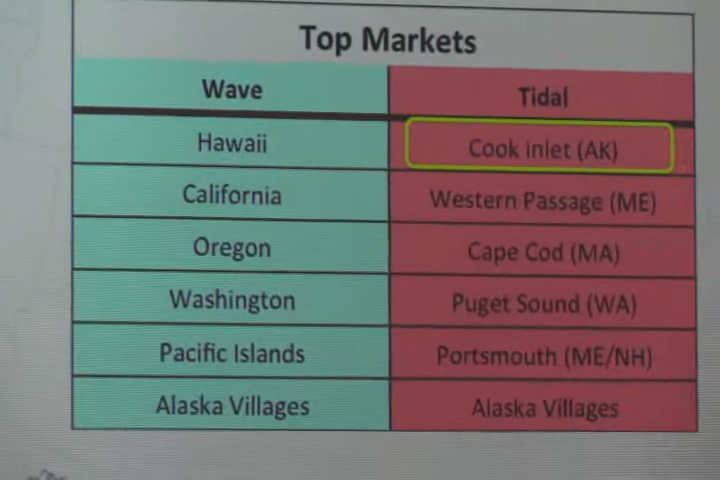 Top Markets
Wave Tidal
Hawaii Cook inlet (AK)
California Western Passage (ME)
Oregon Cape Cod (MA)
Washington Puget Sound (WA)
Pacific Islands Portsmouth (ME/NH)
Alaska Villages Alaska Villages